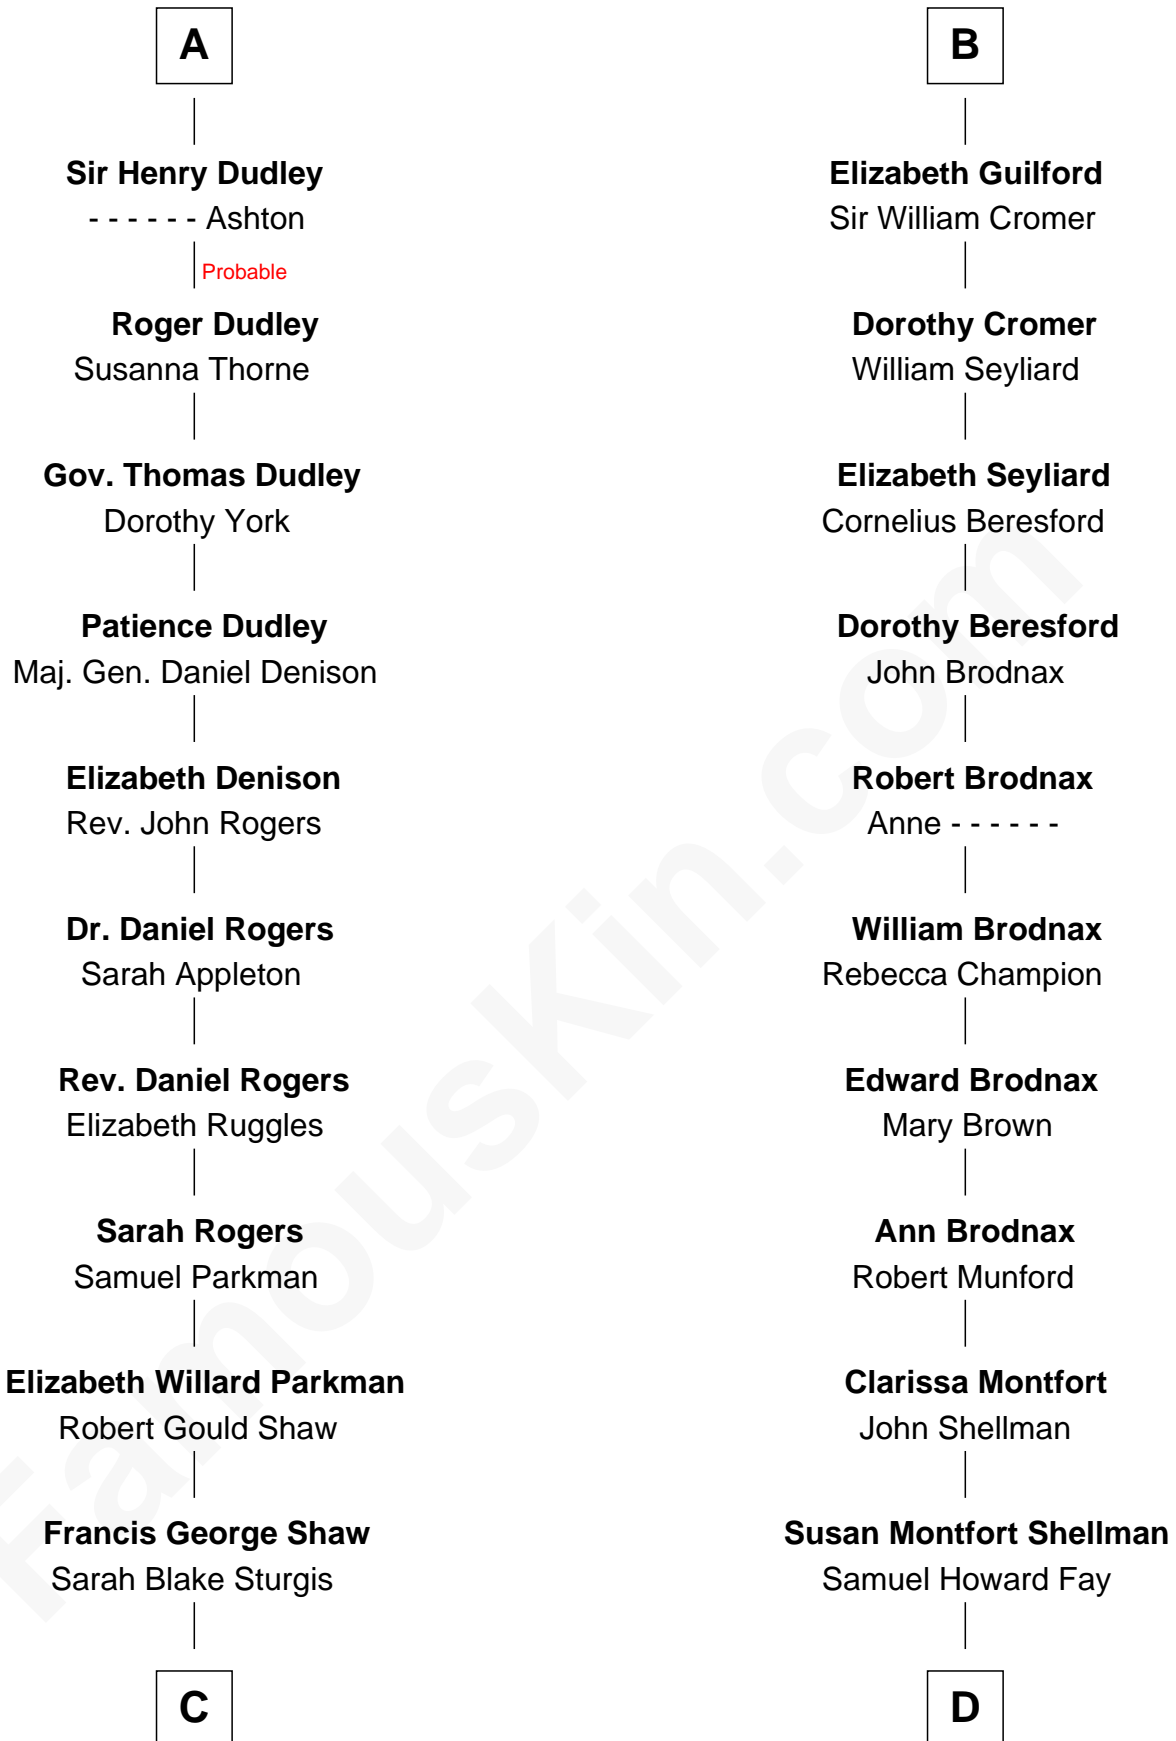 A
Sir Henry Dudley
- - - - - - Ashton
Probable
Roger Dudley
Susanna Thorne
Gov. Thomas Dudley
Dorothy York
Patience Dudley
Maj. Gen. Daniel Denison
Elizabeth Denison
Rev. John Rogers
Dr. Daniel Rogers
Sarah Appleton
Rev. Daniel Rogers
Elizabeth Ruggles
Sarah Rogers
Samuel Parkman
Elizabeth Willard Parkman
Robert Gould Shaw
Francis George Shaw
Sarah Blake Sturgis
C
B
Elizabeth Guilford
Sir William Cromer
Dorothy Cromer
William Seyliard
Elizabeth Seyliard
Cornelius Beresford
Dorothy Beresford
John Brodnax
Robert Brodnax
Anne - - - - - -
William Brodnax
Rebecca Champion
Edward Brodnax
Mary Brown
Ann Brodnax
Robert Munford
Clarissa Montfort
John Shellman
Susan Montfort Shellman
Samuel Howard Fay
D
FamousKin.com